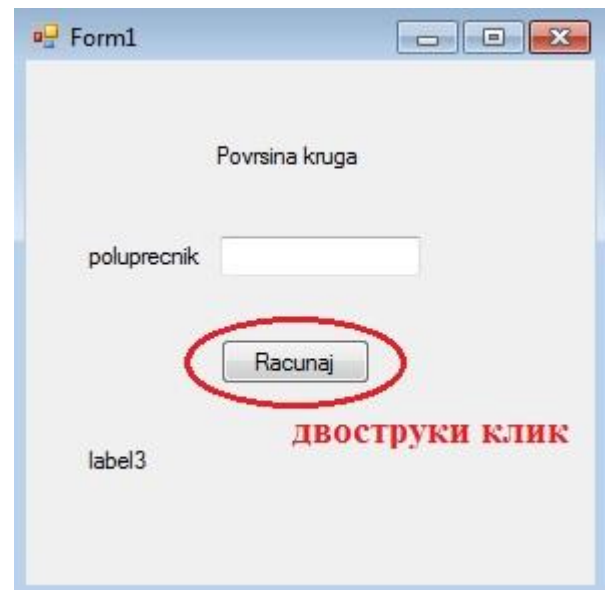 Form1
Povrsina kruga
poluprecnik
Racunaj
двоструки клик
label3